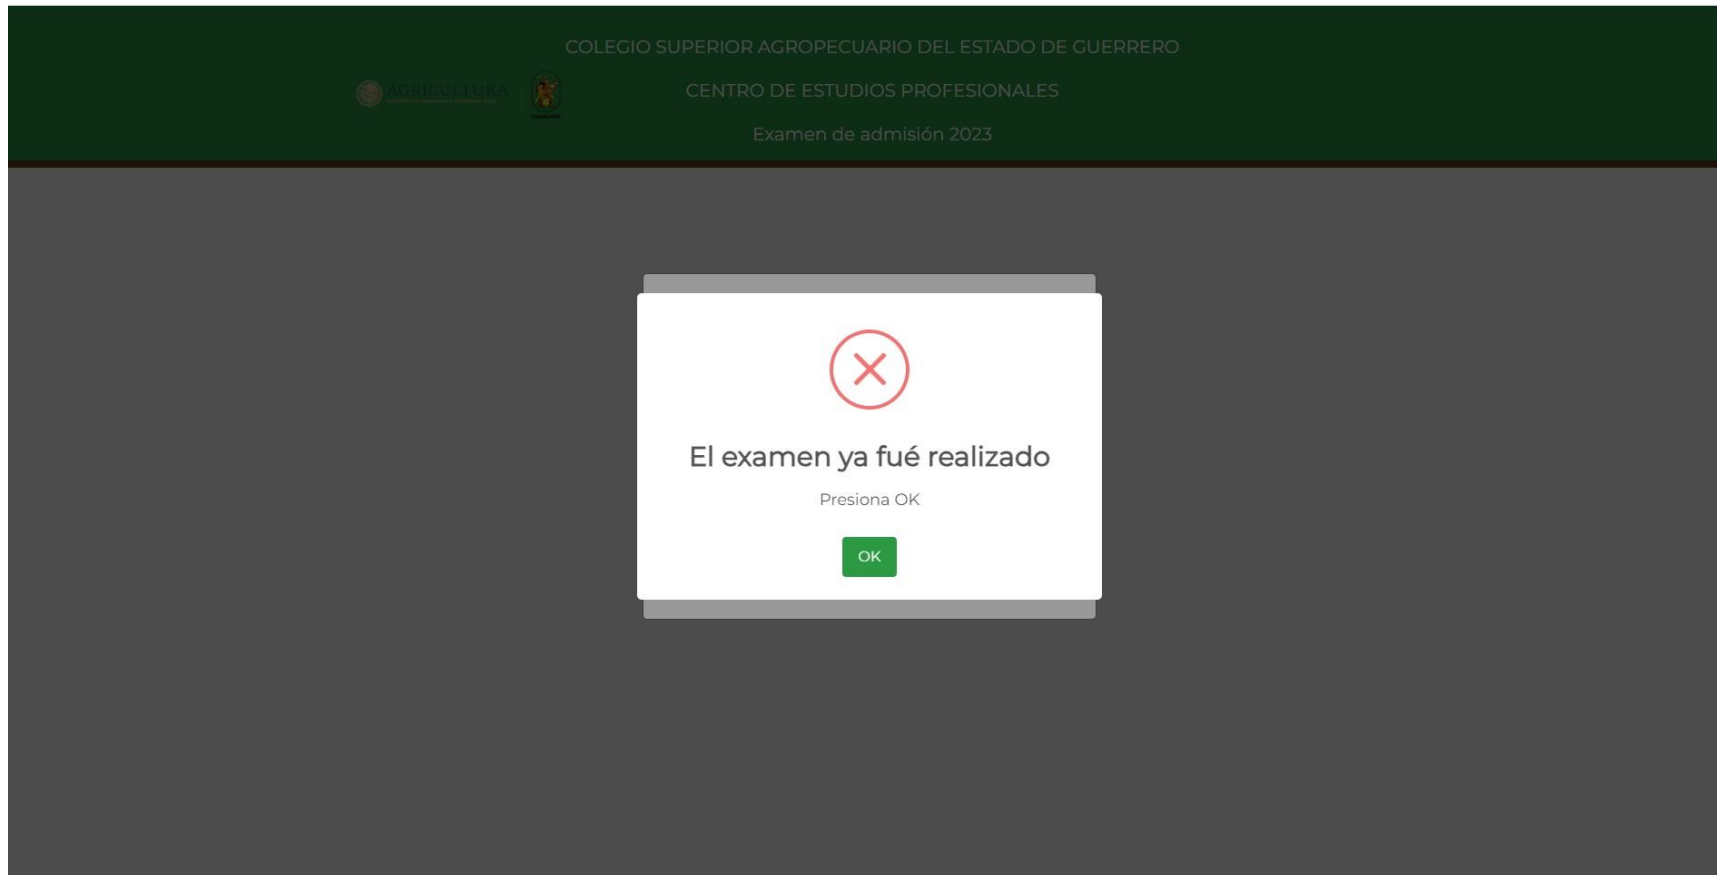 COLEGIO SUPERIOR AGROPECUARIO DEL ESTADO DE GUERRERO
AGRICULTURA
CENTRO DE ESTUDIOS PROFESIONALES
Examen de admisión 2023
El examen ya fué realizado
Presiona OK
OK